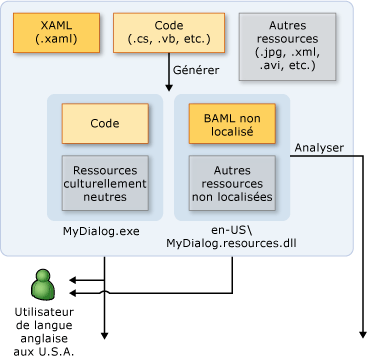 XAML
(.xaml)
Code
(.cs, .vb, etc.)
Autres
ressources
(.jpg, .xml,
.avi, etc.)
Générer
Code
Ressources
culturellement
neutres
MyDialog.exe
BAML non
localisé
Autres
ressources
non localisées
en-US\
MyDialog.resources.dll
Analyser
Utilisateur
de langue
anglaise
aux U.S.A.